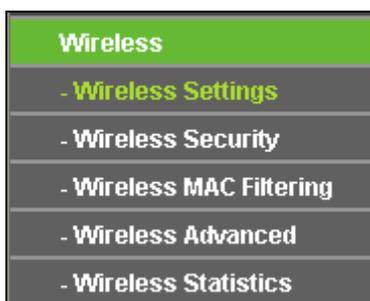 Wireless
- Wireless Settings
- Wireless Security
- Wireless MAC Filtering
- Wireless Advanced
- Wireless Statistics